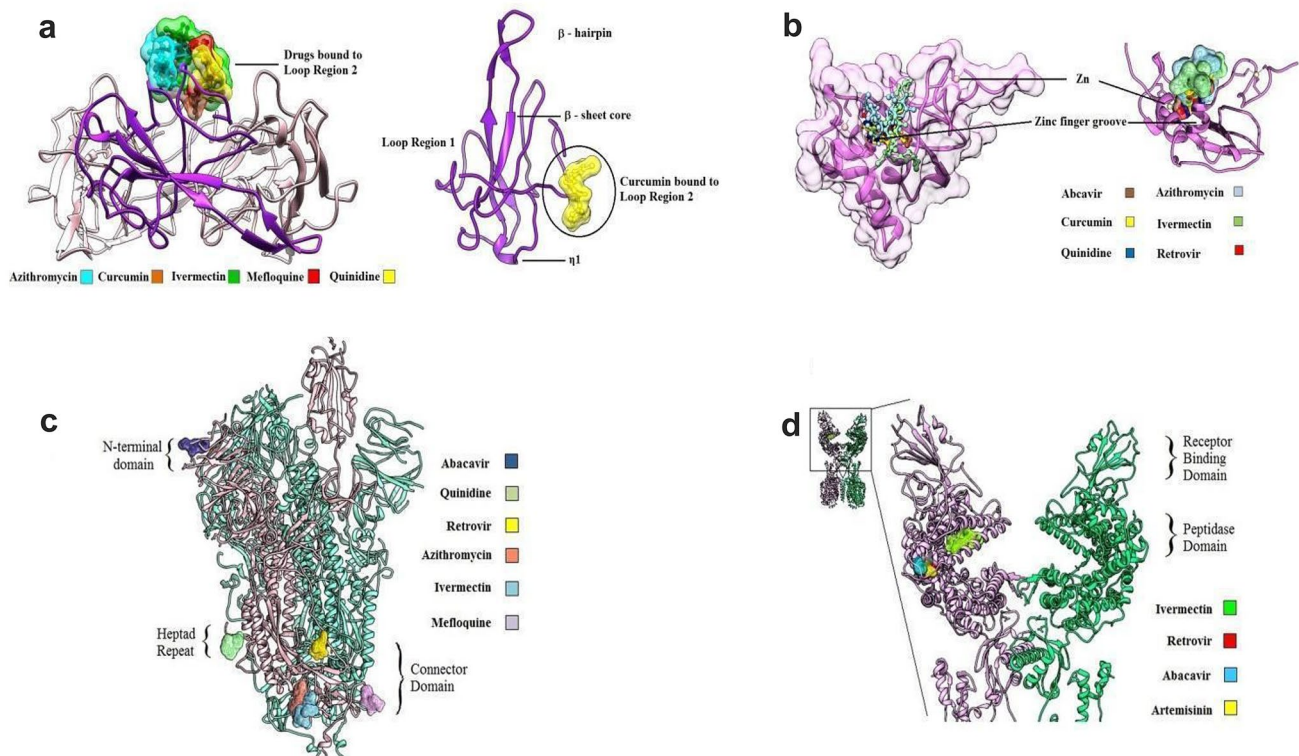 a
Drugs bound to
Loop Region 2
β - hairpin
β - sheet core
Loop Region 1
Curcumin bound to
Loop Region 2
η1
Azithromycin Curcumin Ivermectin Mefloquine Quinidine
b
Zn
Zinc finger groove
Abcavir Azithromycin
Curcumin Ivermectin
Quinidine Retrovir
c
N-terminal
domain
Abacavir
Quinidine
Retrovir
Azithromycin
Ivermectin
Mefloquine
Heptad
Repeat
Connector
Domain
d
Receptor
Binding
Domain
Peptidase
Domain
Ivermectin
Retrovir
Abacavir
Artemisinin